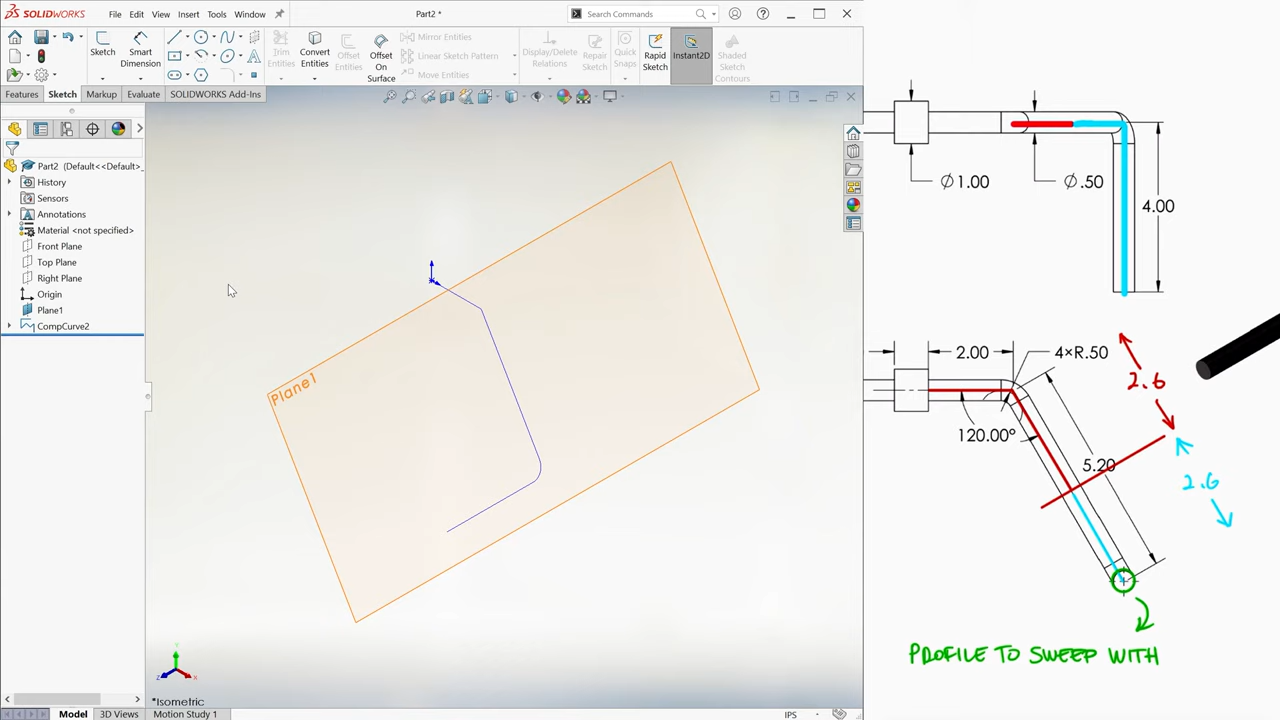 SOLIDWORKS
File
Edit
View
Insert
Tools
Window
Part2 *
Search Commands
Sketch
Smart
Dimension
Trim
Entities
Convert
Entities
Offset
Entities
Offset
On
Surface
Mirror Entities
Linear Sketch Pattern
Move Entities
Display/Delete
Relations
Repair
Sketch
Quick
Snaps
Rapid
Sketch
Instant2D
Shaded
Sketch
Contours
Features
Sketch
Markup
Evaluate
SOLIDWORKS Add-Ins
Part2 (Default<<Default>_
History
Sensors
Annotations
Material <not specified>
Front Plane
Top Plane
Right Plane
Origin
Plane1
CompCurve2
Plane1
*Isometric
Model
3D Views
Motion Study 1
IPS
Ø1.00
Ø.50
4.00
2.00
4×R.50
120.00°
5.20
2.6
2.6
PROFILE TO SWEEP WITH